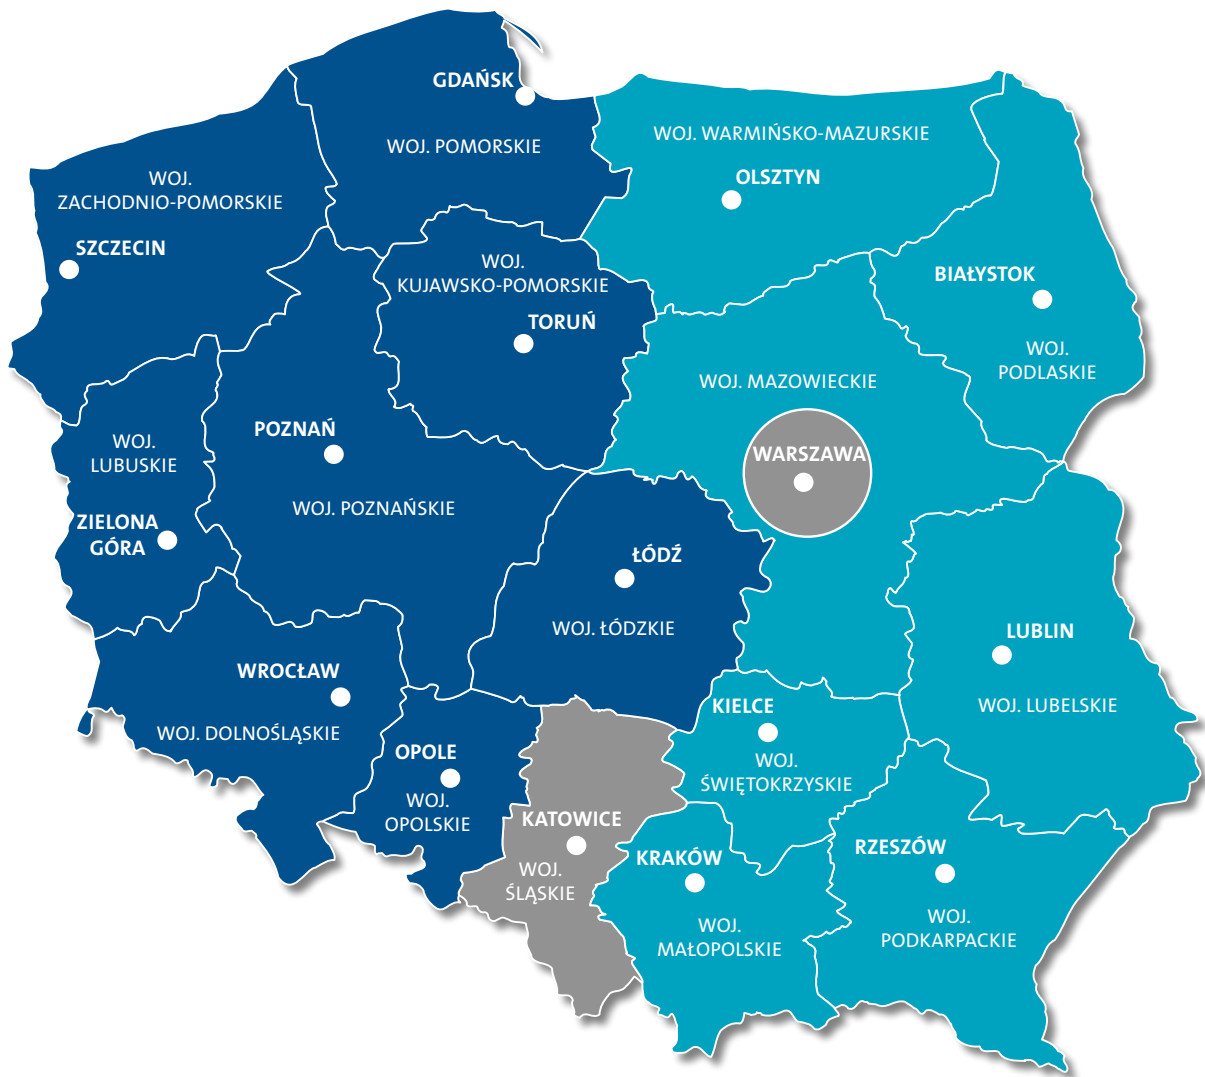 GDAŃSK
WOJ. POMORSKIE
WOJ. WARMIŃSKO-MAZURSKIE
OLSZTYN
WOJ.
ZACHODNIO-POMORSKIE
SZCZECIN
WOJ.
KUJAWSKO-POMORSKIE
TORUŃ
BIAŁYSTOK
WOJ.
PODLASKIE
WOJ. MAZOWIECKIE
WARSZAWA
WOJ.
LUBUSKIE
ZIELONA
GÓRA
POZNAŃ
WOJ. POZNAŃSKIE
ŁÓDŹ
WOJ. ŁÓDZKIE
LUBLIN
WOJ. LUBELSKIE
WROCŁAW
WOJ. DOLNOŚLĄSKIE
OPOLE
WOJ.
OPOLSKIE
KIELCE
WOJ.
ŚWIĘTOKRZYSKIE
KATOWICE
WOJ.
ŚLĄSKIE
KRAKÓW
WOJ.
MAŁOPOLSKIE
RZESZÓW
WOJ.
PODKARPACKIE